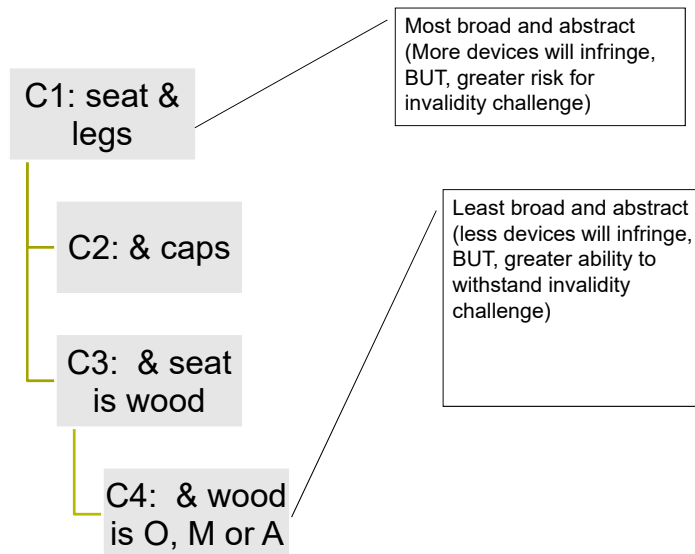 Most broad and abstract
(More devices will infringe,
BUT, greater risk for
invalidity challenge)
C1: seat &
legs
Least broad and abstract
(less devices will infringe,
BUT, greater ability to
withstand invalidity
challenge)
C2: & caps
C3:  & seat
is wood
C4:  & wood
is O, M or A